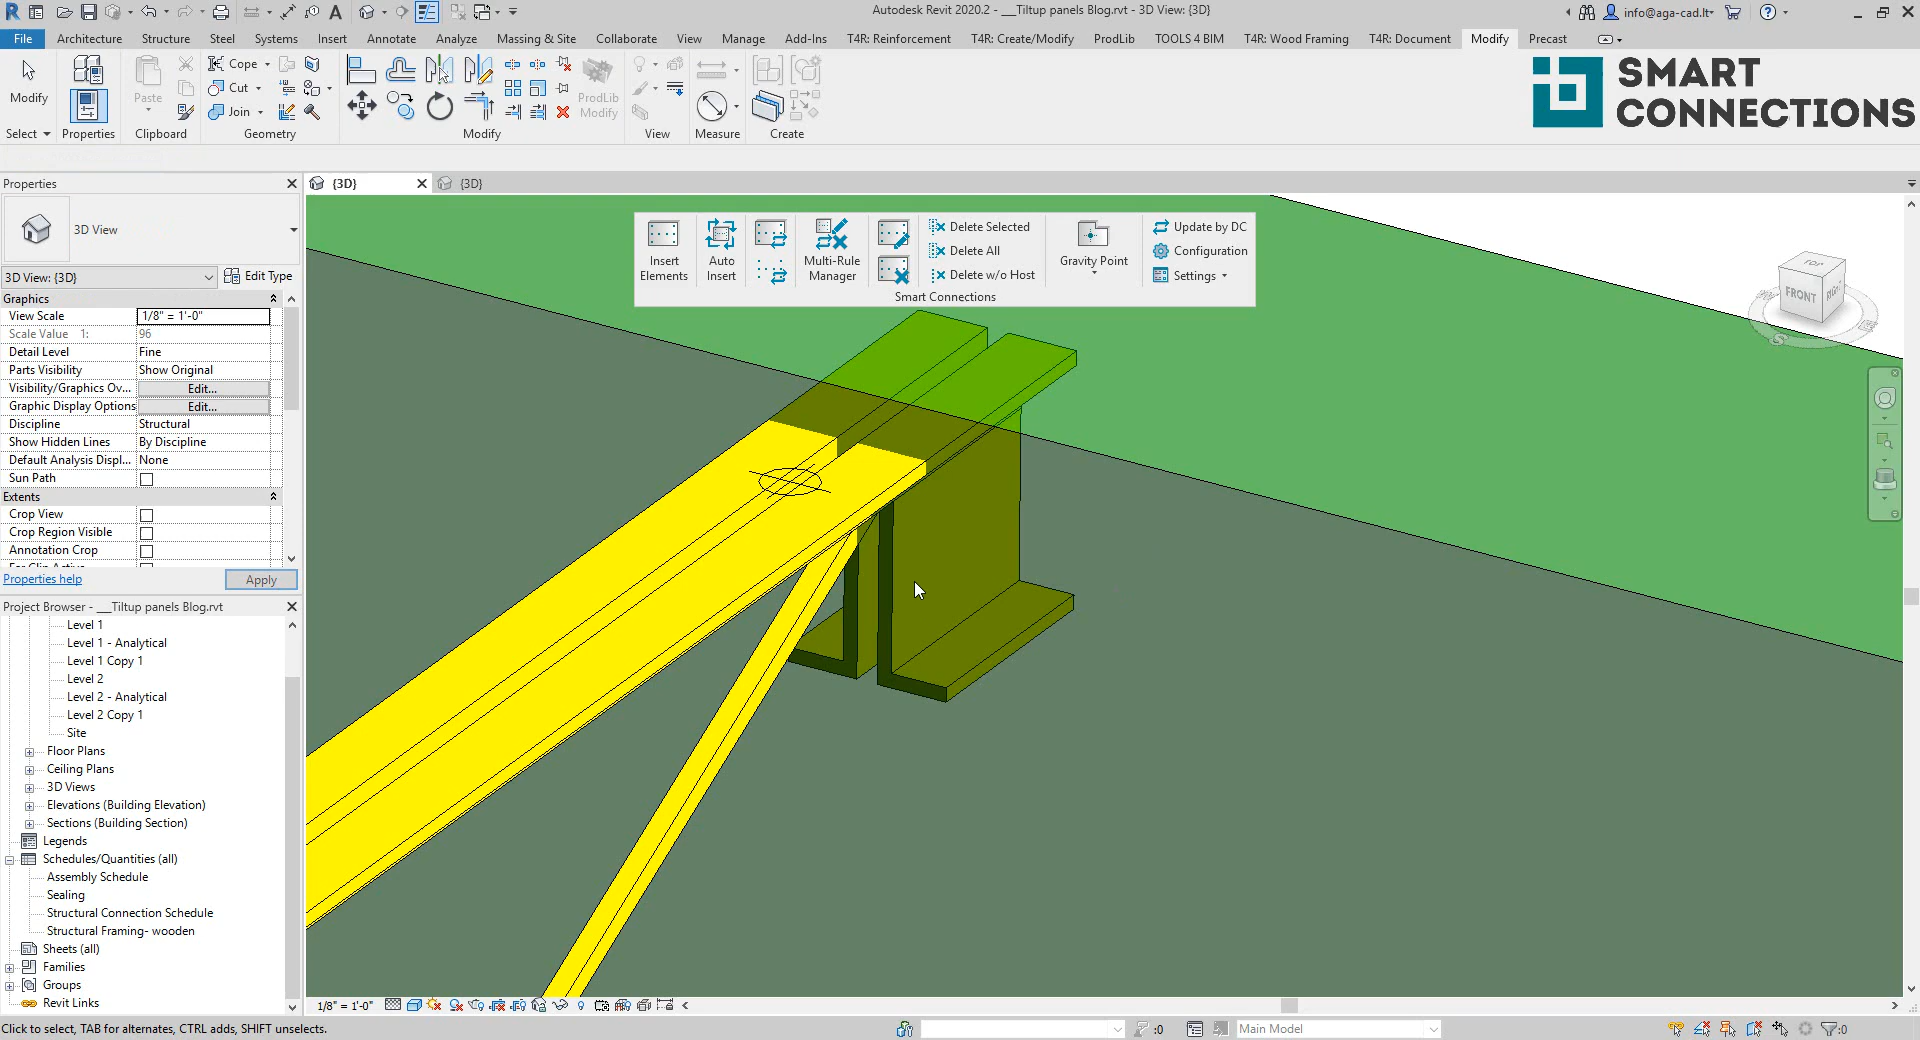 Autodesk Revit 2020.2 - ___Tiltup panels Blog.rvt - 3D View: {3D}
info@aga-cad.lt
File Architecture Structure Steel Systems Insert Annotate Analyze Massing & Site Collaborate View Manage Add-Ins T4R: Reinforcement T4R: Create/Modify ProdLib TOOLS 4 BIM T4R: Wood Framing T4R: Document Modify Precast
Modify
Select
Properties
Paste
Clipboard
Cope
Cut
Join
Geometry
ProdLib
Modify
Modify
View
Measure
Create
SMART
CONNECTIONS
Properties
3D View
3D View: {3D}
Edit Type
Graphics
View Scale 1/8" = 1'-0"
Scale Value 1: 96
Detail Level Fine
Parts Visibility Show Original
Visibility/Graphics Ov... Edit...
Graphic Display Options Edit...
Discipline Structural
Show Hidden Lines By Discipline
Default Analysis Displ... None
Sun Path
Extents
Crop View
Crop Region Visible
Annotation Crop
Properties help
Apply
Project Browser - ___Tiltup panels Blog.rvt
Level 1
Level 1 - Analytical
Level 1 Copy 1
Level 2
Level 2 - Analytical
Level 2 Copy 1
Site
Floor Plans
Ceiling Plans
3D Views
Elevations (Building Elevation)
Sections (Building Section)
Legends
Schedules/Quantities (all)
Assembly Schedule
Sealing
Structural Connection Schedule
Structural Framing- wooden
Sheets (all)
Families
Groups
Revit Links
{3D}
{3D}
Insert
Elements
Auto
Insert
Multi-Rule
Manager
Delete Selected
Delete All
Delete w/o Host
Gravity Point
Update by DC
Configuration
Settings
Smart Connections
TOP
FRONT
S
E
1/8" = 1'-0"
Click to select, TAB for alternates, CTRL adds, SHIFT unselects.
:0
Main Model
:0